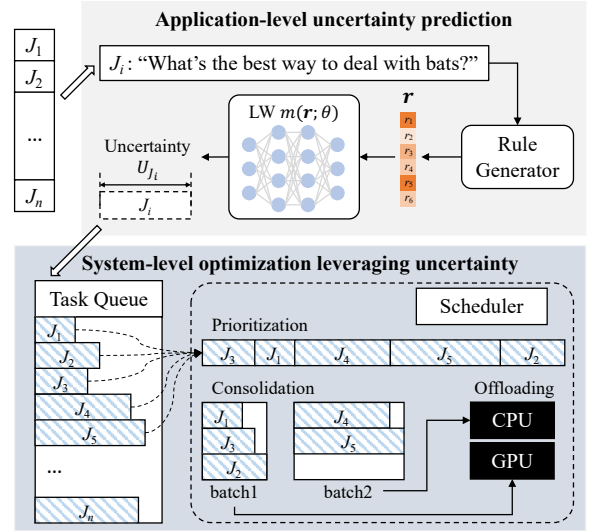 Application-level uncertainty prediction
J1
J2
...
Jn
Ji: “What's the best way to deal with bats?”
LW m(r; θ)
r
r1
r2
r3
r4
r5
r6
Rule
Generator
Uncertainty
UJi
Ji
System-level optimization leveraging uncertainty
Task Queue
J1
J2
J3
J4
J5
...
Jn
Scheduler
Prioritization
J3 J1 J4 J5 J2
Consolidation
J1
J3
J2
batch1
J4
J5
batch2
Offloading
CPU
GPU